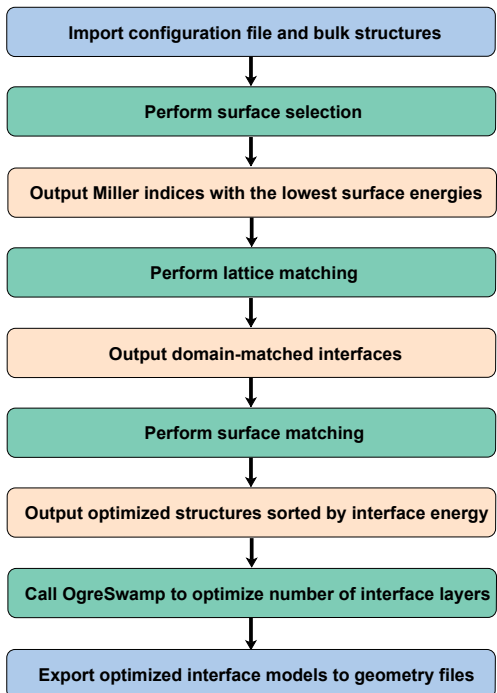 Import configuration file and bulk structures
Perform surface selection
Output Miller indices with the lowest surface energies
Perform lattice matching
Output domain-matched interfaces
Perform surface matching
Output optimized structures sorted by interface energy
Call OgreSwamp to optimize number of interface layers
Export optimized interface models to geometry files